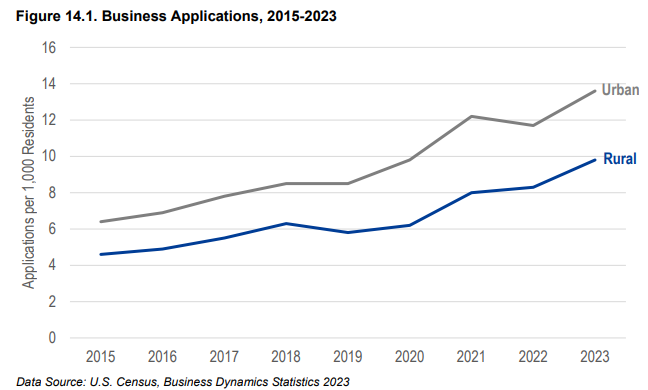 Figure 14.1. Business Applications, 2015-2023
Applications per 1,000 Residents
16
14
12
10
8
6
4
2
0
Urban
Rural
2015 2016 2017 2018 2019 2020 2021 2022 2023
Data Source: U.S. Census, Business Dynamics Statistics 2023